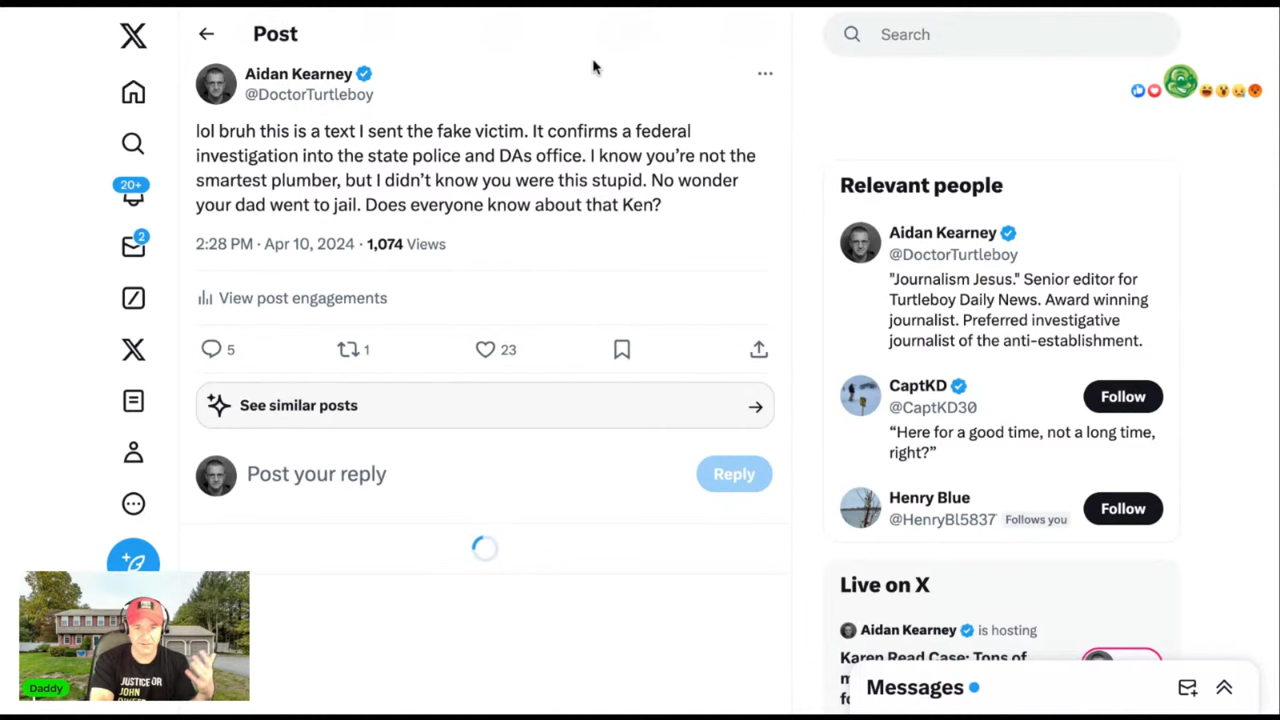 Post
Search
Aidan Kearney
@DoctorTurtleboy
lol bruh this is a text I sent the fake victim. It confirms a federal
investigation into the state police and DAs office. I know you’re not the
smartest plumber, but I didn’t know you were this stupid. No wonder
your dad went to jail. Does everyone know about that Ken?
2:28 PM · Apr 10, 2024 · 1,074 Views
View post engagements
5
1
23
See similar posts
Post your reply
Reply
20+
2
Relevant people
Aidan Kearney
@DoctorTurtleboy
"Journalism Jesus." Senior editor for
Turtleboy Daily News. Award winning
journalist. Preferred investigative
journalist of the anti-establishment.
CaptKD
@CaptKD30
Follow
“Here for a good time, not a long time,
right?”
Henry Blue
@HenryBl5837 Follows you
Follow
Live on X
Aidan Kearney is hosting
Karen Read Case: Tons of
Messages
Daddy
JUSTICE
JOHN